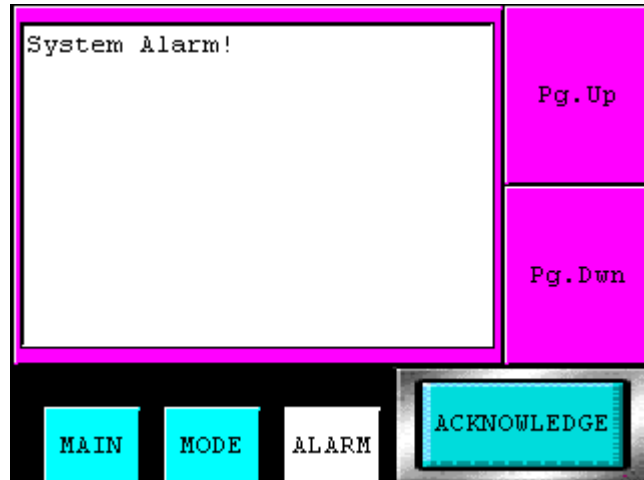 System Alarm!
Pg.Up
Pg.Dwn
MAIN
MODE
ALARM
ACKNOWLEDGE